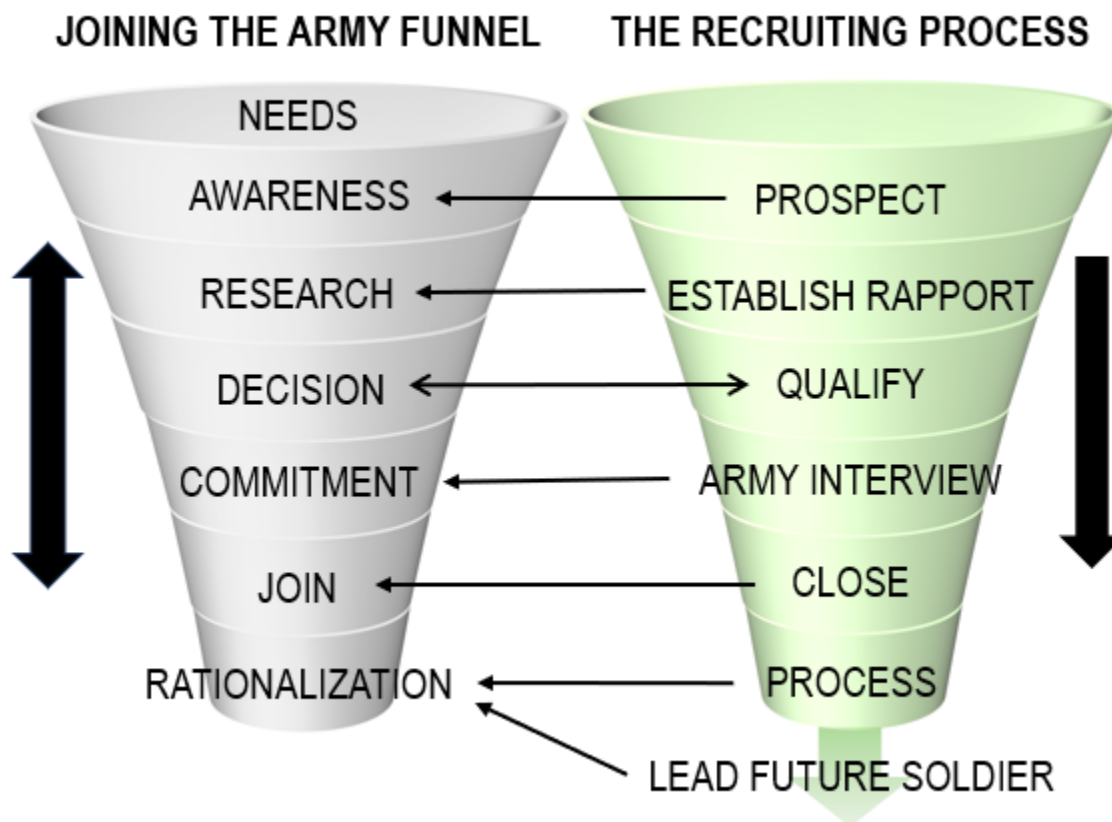 JOINING THE ARMY FUNNEL
THE RECRUITING PROCESS
NEEDS
AWARENESS
PROSPECT
RESEARCH
ESTABLISH RAPPORT
DECISION
QUALIFY
COMMITMENT
ARMY INTERVIEW
JOIN
CLOSE
RATIONALIZATION
PROCESS
LEAD FUTURE SOLDIER